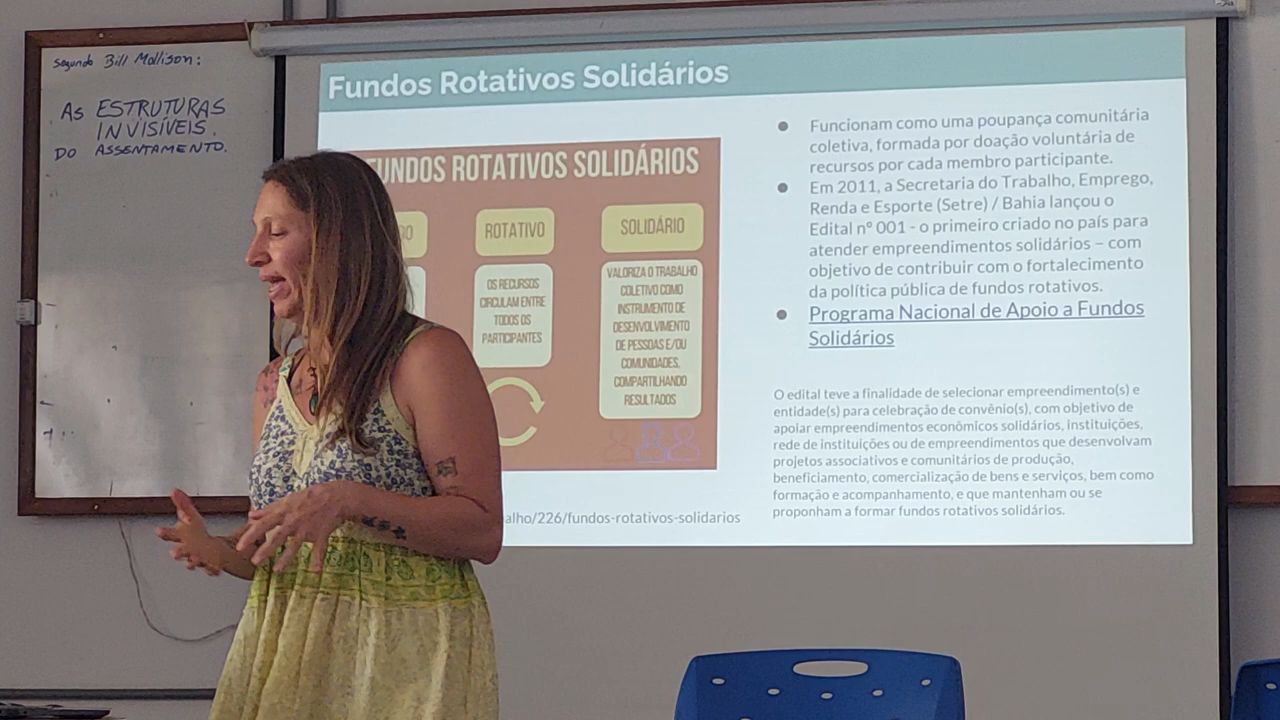 Segundo Bill Mollison:
As ESTRUTURAS
INVISÍVEIS.
DO ASSENTAMENTO.
Fundos Rotativos Solidários
FUNDOS ROTATIVOS SOLIDÁRIOS
ROTATIVO
OS RECURSOS
CIRCULAM ENTRE
TODOS OS
PARTICIPANTES
SOLIDÁRIO
VALORIZA O TRABALHO
COLETIVO COMO
INSTRUMENTO DE
DESENVOLVIMENTO
DE PESSOAS E/OU
COMUNIDADES,
COMPARTILHANDO
RESULTADOS
alho/226/fundos-rotativos-solidarios
● Funcionam como uma poupança comunitária
coletiva, formada por doação voluntária de
recursos por cada membro participante.
● Em 2011, a Secretaria do Trabalho, Emprego,
Renda e Esporte (Setre) / Bahia lançou o
Edital nº 001 - o primeiro criado no país para
atender empreendimentos solidários – com
objetivo de contribuir com o fortalecimento
da política pública de fundos rotativos.
● Programa Nacional de Apoio a Fundos
Solidários
O edital teve a finalidade de selecionar empreendimento(s) e
entidade(s) para celebração de convênio(s), com objetivo de
apoiar empreendimentos econômicos solidários, instituições,
rede de instituições ou de empreendimentos que desenvolvam
projetos associativos e comunitários de produção,
beneficiamento, comercialização de bens e serviços, bem como
formação e acompanhamento, e que mantenham ou se
proponham a formar fundos rotativos solidários.